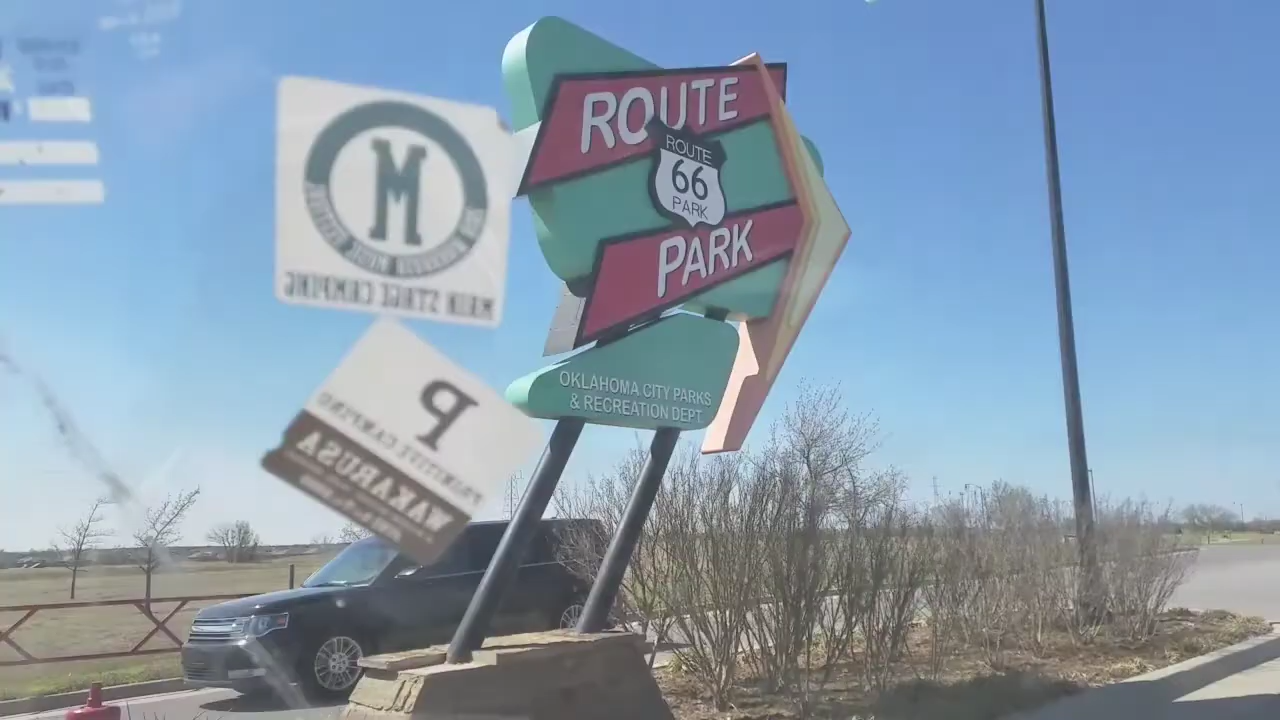 ROUTE
ROUTE
66
PARK
PARK
OKLAHOMA CITY PARKS
& RECREATION DEPT
M
MAIN STAGE CAMPING
P
PRIMITIVE CAMPING
WAKARUSA